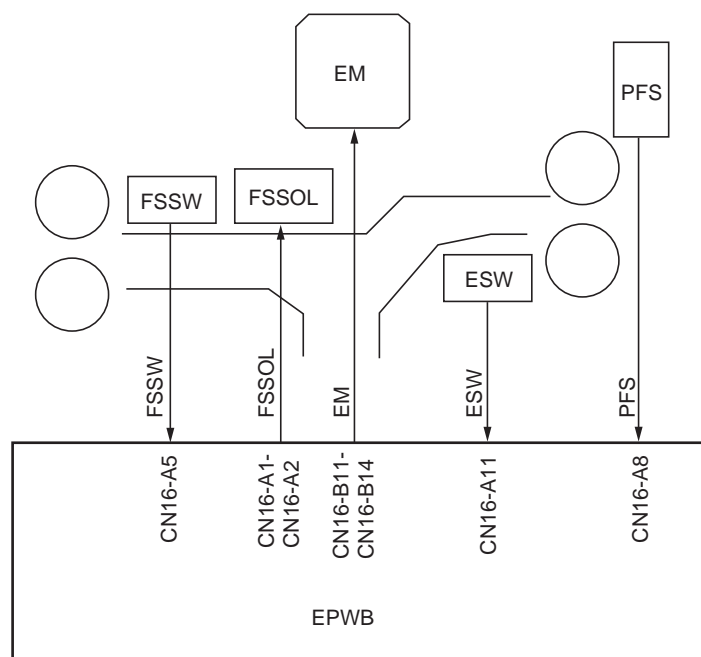 EM
PFS
FSSW
FSSOL
ESW
FSSW
FSSOL
EM
ESW
PFS
CN16-A5
CN16-A1-
CN16-A2
CN16-B11-
CN16-B14
CN16-A11
CN16-A8
EPWB